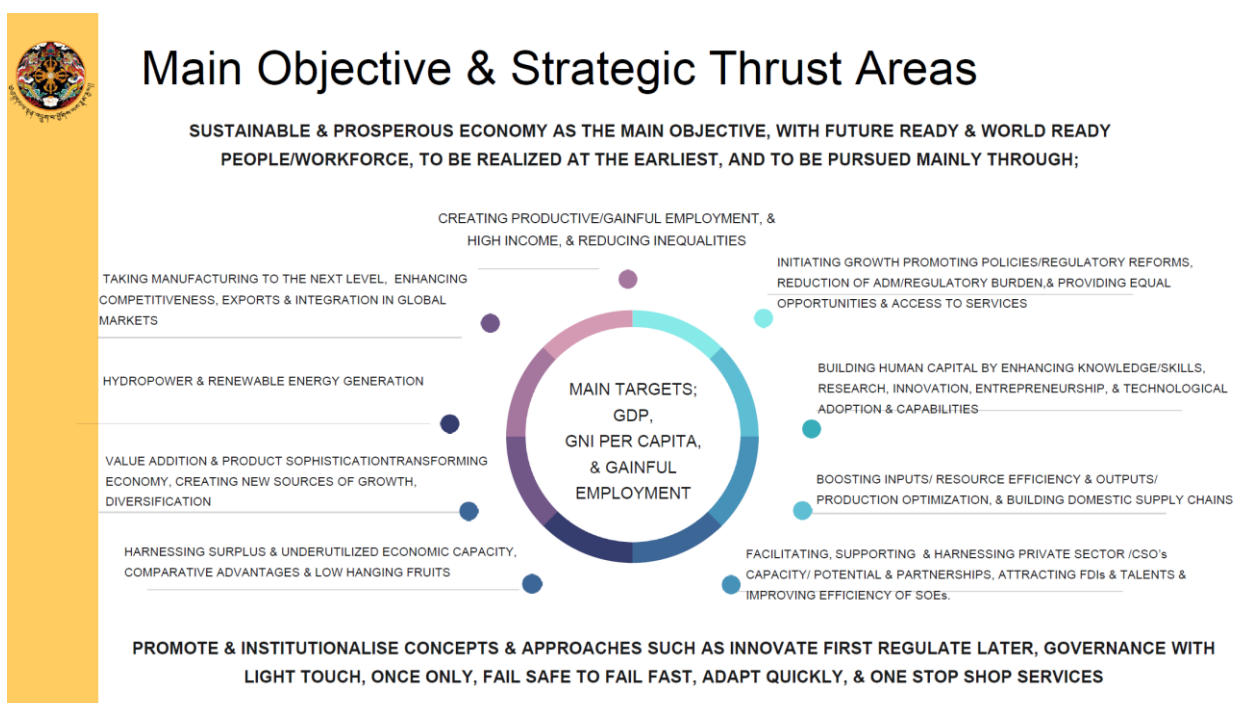 Main Objective & Strategic Thrust Areas
SUSTAINABLE & PROSPEROUS ECONOMY AS THE MAIN OBJECTIVE, WITH FUTURE READY & WORLD READY
PEOPLE/WORKFORCE, TO BE REALIZED AT THE EARLIEST, AND TO BE PURSUED MAINLY THROUGH;
CREATING PRODUCTIVE/GAINFUL EMPLOYMENT, &
HIGH INCOME, & REDUCING INEQUALITIES
INITIATING GROWTH PROMOTING POLICIES/REGULATORY REFORMS,
REDUCTION OF ADM/REGULATORY BURDEN,& PROVIDING EQUAL
OPPORTUNITIES & ACCESS TO SERVICES
BUILDING HUMAN CAPITAL BY ENHANCING KNOWLEDGE/SKILLS,
RESEARCH, INNOVATION, ENTREPRENEURSHIP, & TECHNOLOGICAL
ADOPTION & CAPABILITIES
BOOSTING INPUTS/ RESOURCE EFFICIENCY & OUTPUTS/
PRODUCTION OPTIMIZATION, & BUILDING DOMESTIC SUPPLY CHAINS
FACILITATING, SUPPORTING & HARNESSING PRIVATE SECTOR /CSO's
CAPACITY/ POTENTIAL & PARTNERSHIPS, ATTRACTING FDIs & TALENTS &
IMPROVING EFFICIENCY OF SOEs.
HARNESSING SURPLUS & UNDERUTILIZED ECONOMIC CAPACITY,
COMPARATIVE ADVANTAGES & LOW HANGING FRUITS
VALUE ADDITION & PRODUCT SOPHISTICATIONTRANSFORMING
ECONOMY, CREATING NEW SOURCES OF GROWTH,
DIVERSIFICATION
HYDROPOWER & RENEWABLE ENERGY GENERATION
TAKING MANUFACTURING TO THE NEXT LEVEL, ENHANCING
COMPETITIVENESS, EXPORTS & INTEGRATION IN GLOBAL
MARKETS
MAIN TARGETS;
GDP,
GNI PER CAPITA,
& GAINFUL
EMPLOYMENT
PROMOTE & INSTITUTIONALISE CONCEPTS & APPROACHES SUCH AS INNOVATE FIRST REGULATE LATER, GOVERNANCE WITH
LIGHT TOUCH, ONCE ONLY, FAIL SAFE TO FAIL FAST, ADAPT QUICKLY, & ONE STOP SHOP SERVICES